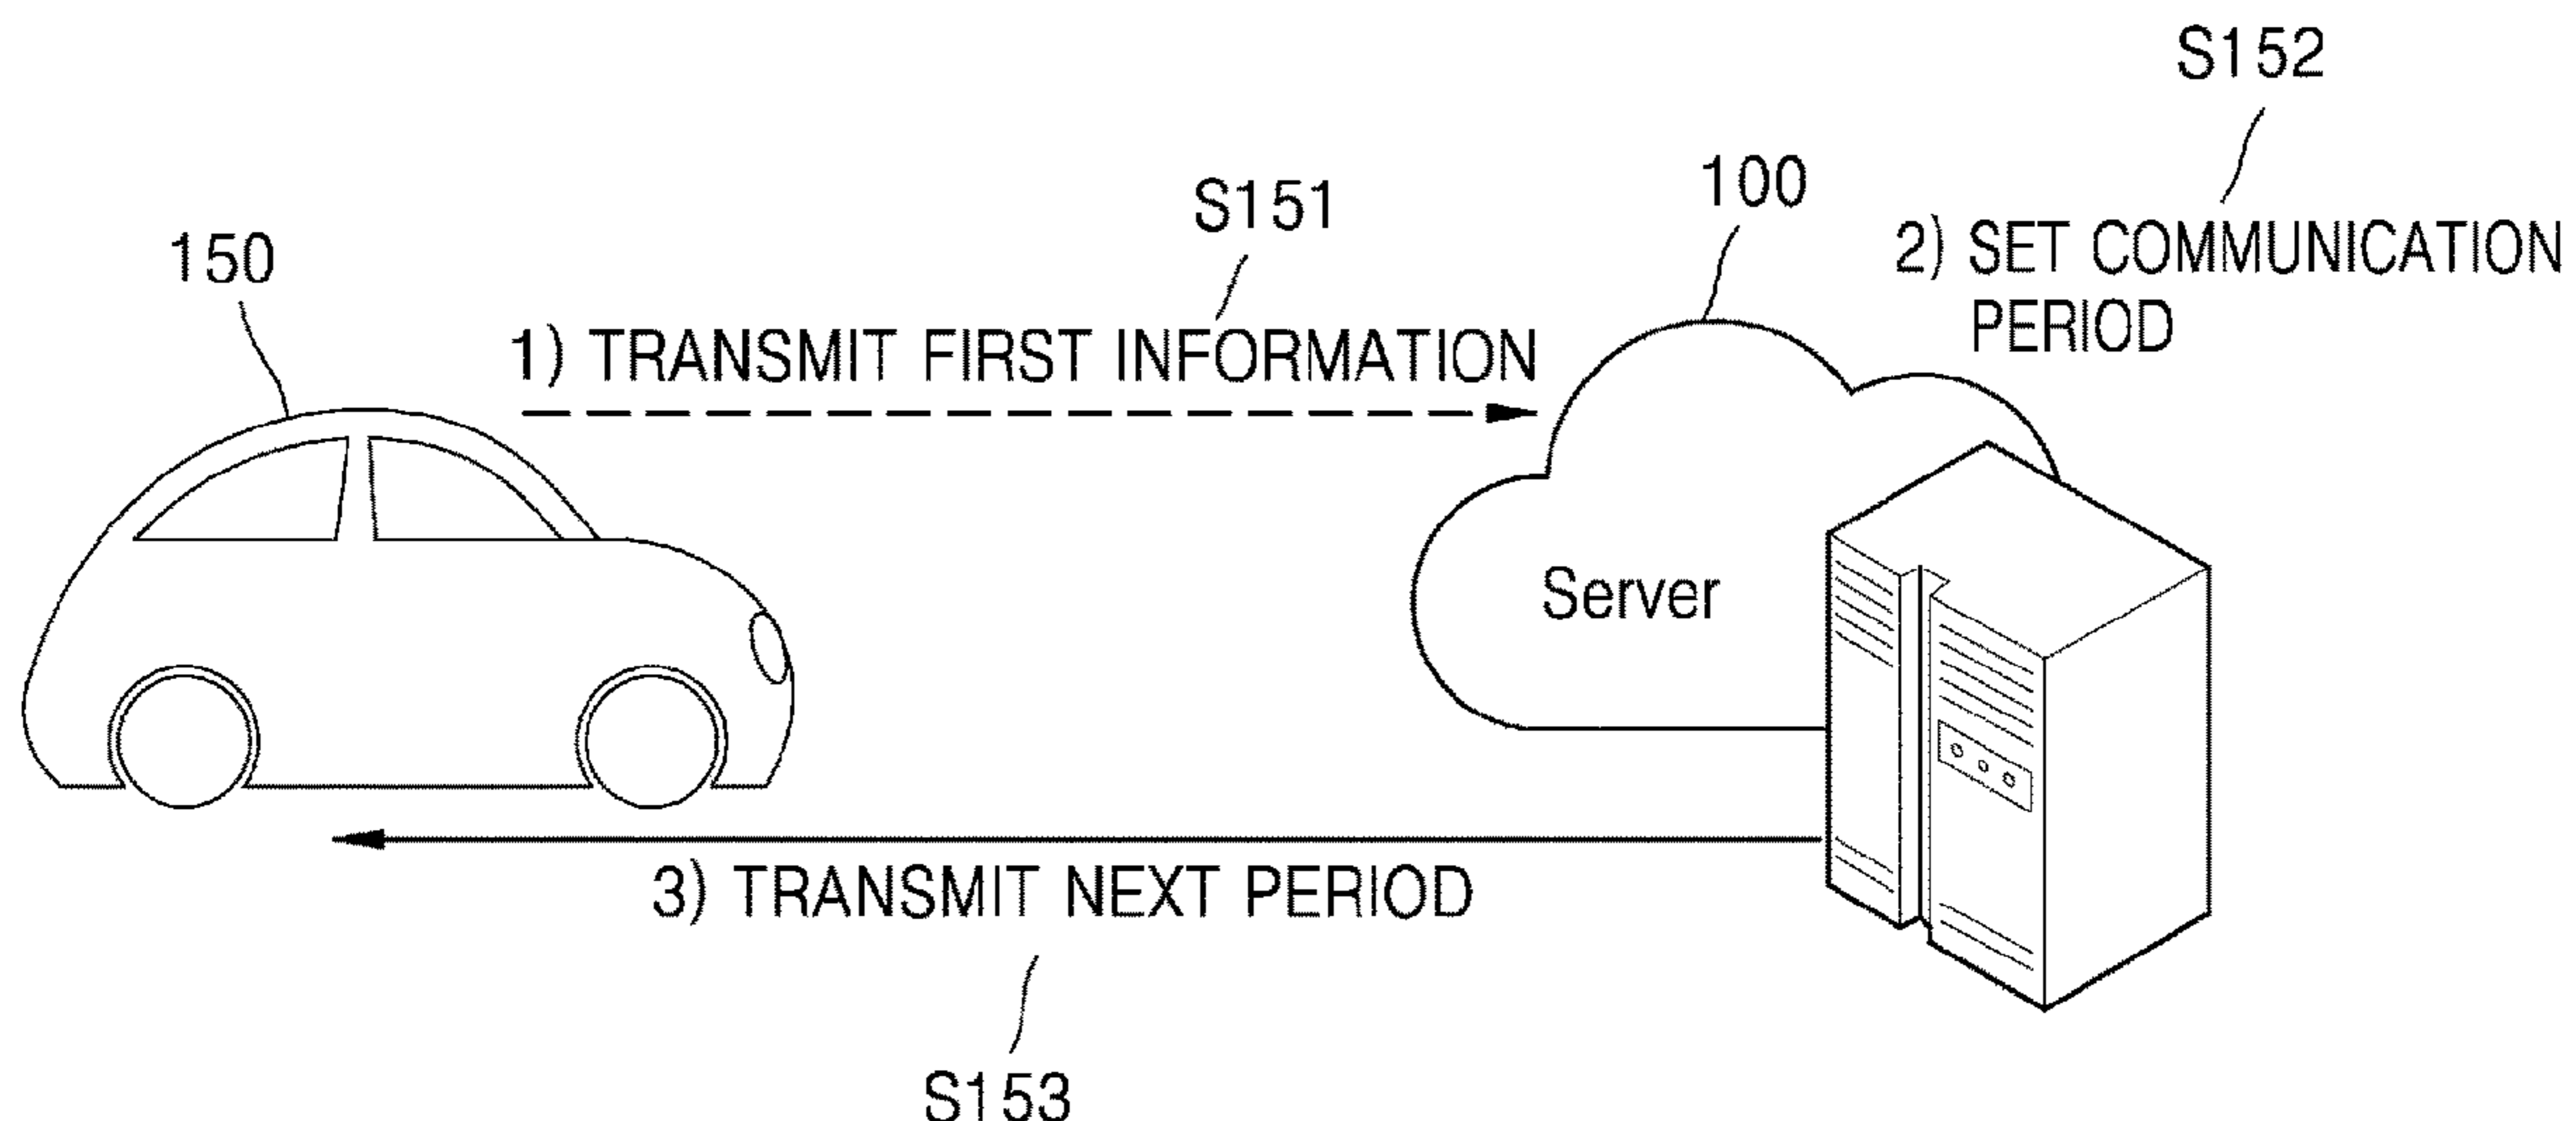 S152
100
S151
2) SET COMMUNICATION
PERIOD
150
1) TRANSMIT FIRST INFORMATION
Server
3) TRANSMIT NEXT PERIOD
S153